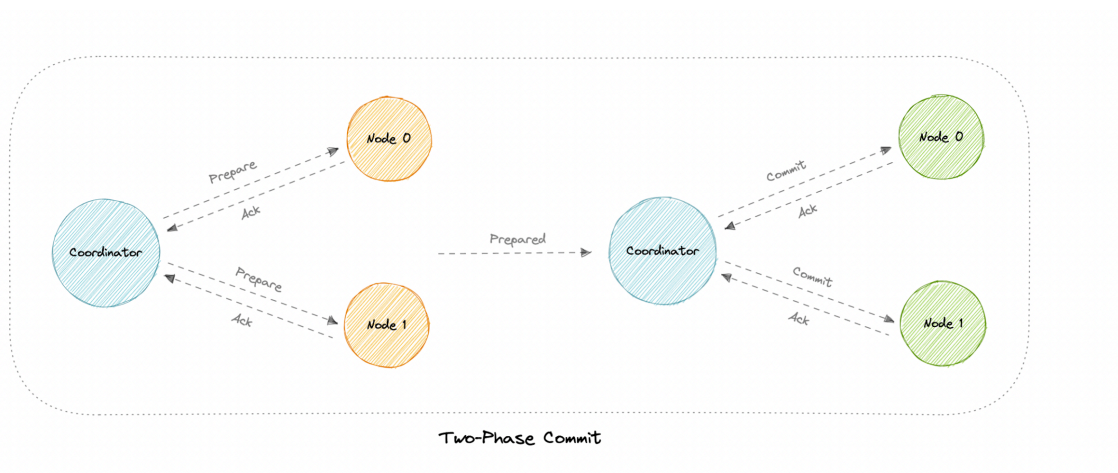 Node 0
Prepare
Ack
Coordinator
Prepare
Ack
Node 1
Prepared
Node 0
Commit
Ack
Coordinator
Commit
Ack
Node 1
Two-Phase Commit